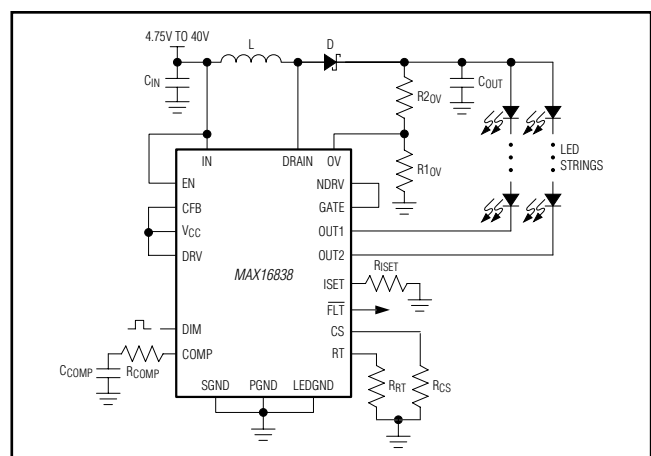 4.75V TO 40V
L
D
CIN
R2OV
COUT
R1OV
LED
STRINGS
IN
DRAIN
OV
EN
CFB
VCC
DRV
DIM
COMP
NDRV
GATE
OUT1
OUT2
ISET
FLT
CS
RT
MAX16838
SGND
PGND
LEDGND
RISET
CCOMP
RCOMP
RRT
RCS